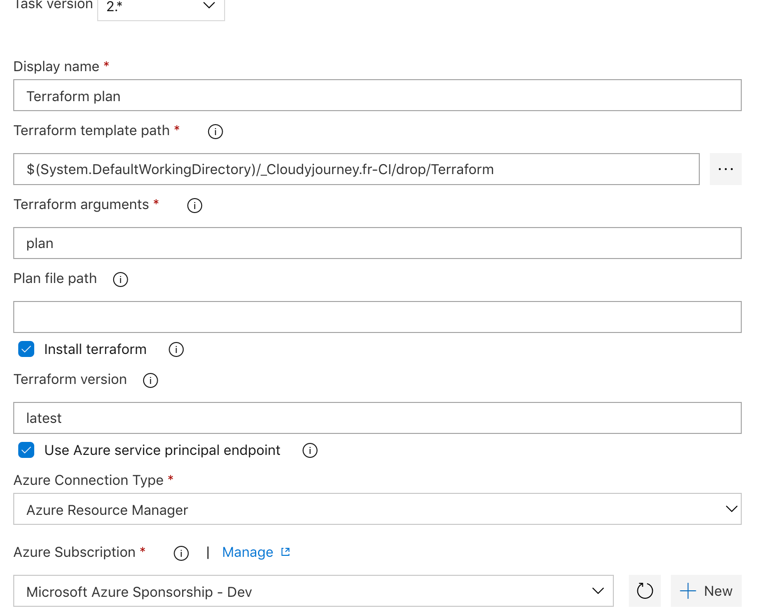 Task version 2.*
Display name *
Terraform plan
Terraform template path *
$(System.DefaultWorkingDirectory)/_Cloudyjourney.fr-CI/drop/Terraform
...
Terraform arguments *
plan
Plan file path
Install terraform
Terraform version
latest
Use Azure service principal endpoint
Azure Connection Type *
Azure Resource Manager
Azure Subscription * | Manage
Microsoft Azure Sponsorship - Dev
New